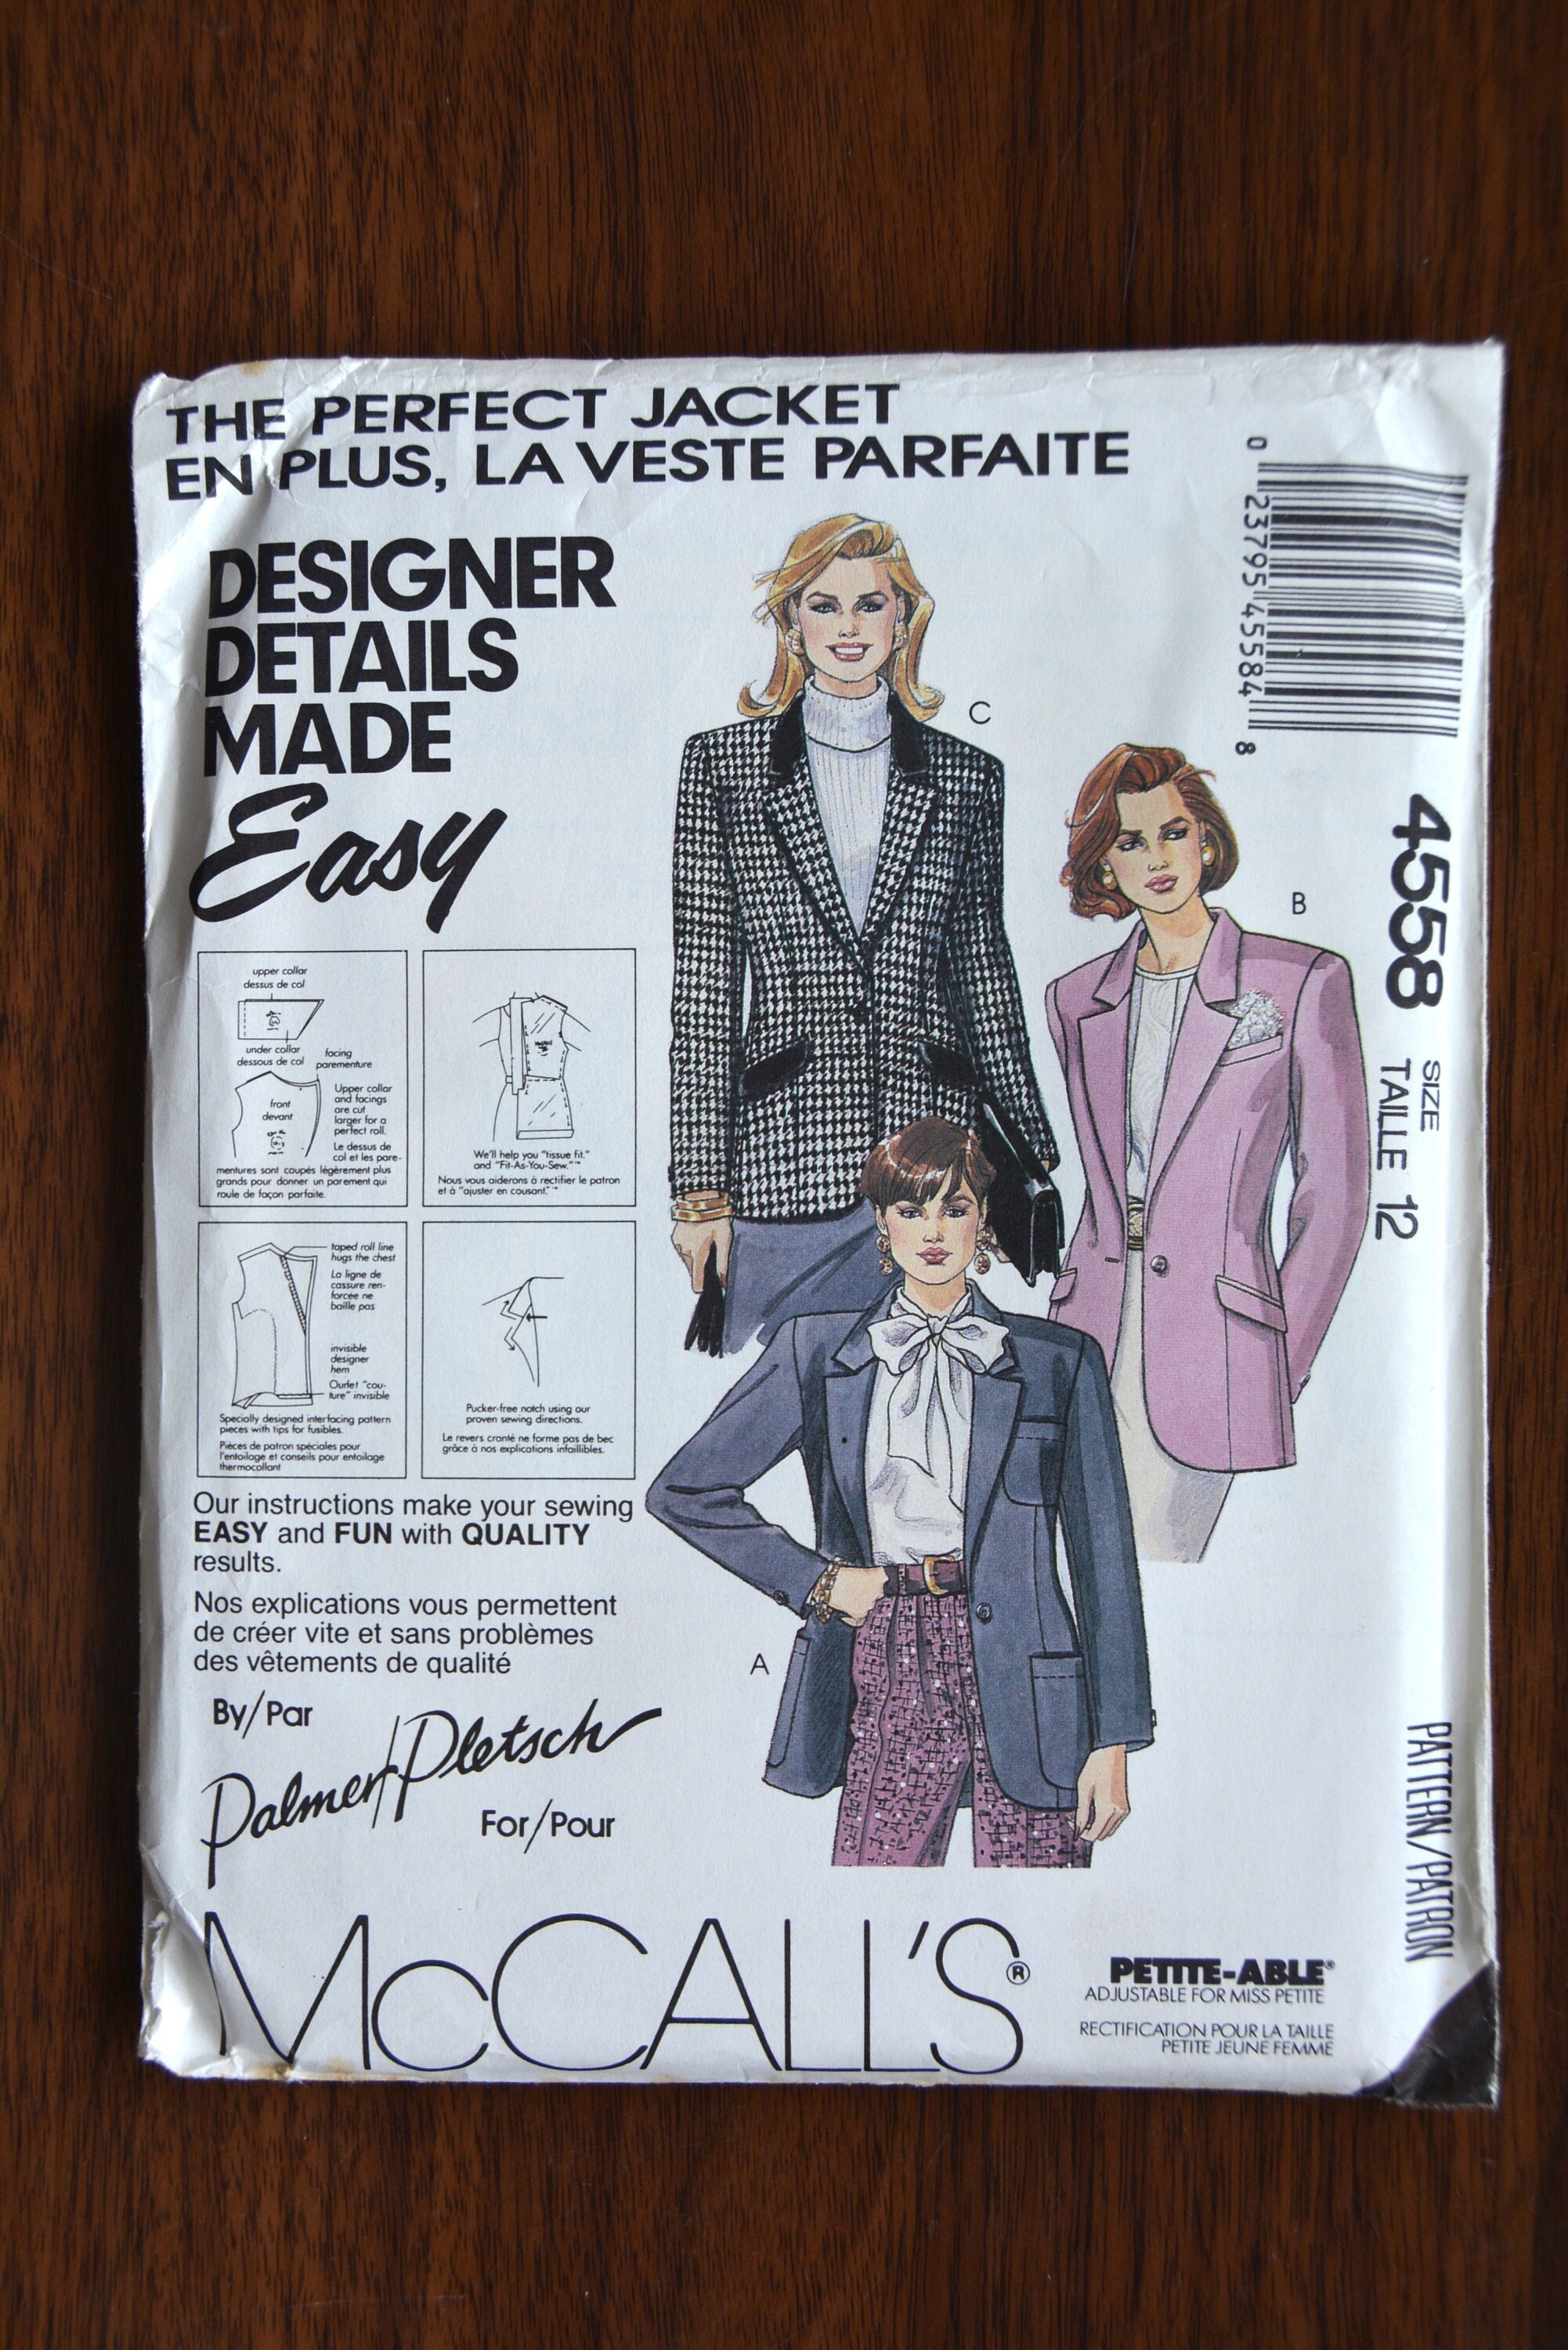 THE PERFECT JACKET
EN PLUS, LA VESTE PARFAITE
DESIGNER
DETAILS
MADE
Easy
upper collar
dessus de col
under collar
dessous de col
facing
parementure
front
devant
Upper collar
and facings
are cut
larger for a
perfect roll.
Le dessus de
col et les pare-
mentures sont coupés légèrement plus
grands pour donner un parement qui
roule de façon parfaite.
We'll help you "tissue fit."
and "Fit-As-You-Sew."™
Nous vous aiderons à rectifier le patron
et à "ajuster en cousant."™
taped roll line
hugs the chest
La ligne de
cassure ren-
forcée ne
baille pas
invisible
designer
hem
Ourlet "cou-
ture" invisible
Specially designed interfacing pattern
pieces with tips for fusibles.
Pièces de patron spéciales pour
l'entoilage et conseils pour entoilage
thermocollant
Pucker-free notch using our
proven sewing directions.
Le revers cranté ne forme pas de bec
grâce à nos explications infaillibles.
Our instructions make your sewing
EASY and FUN with QUALITY
results.
Nos explications vous permettent
de créer vite et sans problèmes
des vêtements de qualité
By/Par
Palmer/Pletsch
For/Pour
McCALL'S®
C
B
A
0 23795 45584 8
4558
SIZE
TAILLE 12
PATTERN/PATRON
PETITE-ABLE®
ADJUSTABLE FOR MISS PETITE
RECTIFICATION POUR LA TAILLE
PETITE JEUNE FEMME